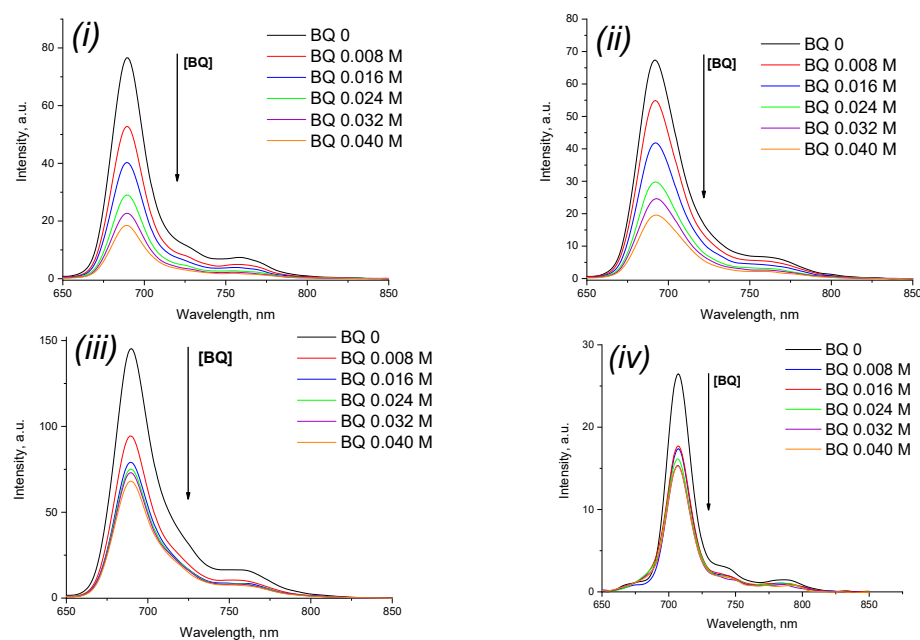 (i)
BQ 0
BQ 0.008 M
BQ 0.016 M
BQ 0.024 M
BQ 0.032 M
BQ 0.040 M
[BQ]
Intensity, a.u.
80
60
40
20
0
650
700
750
800
850
Wavelength, nm
(ii)
BQ 0
BQ 0.008 M
BQ 0.016 M
BQ 0.024 M
BQ 0.032 M
BQ 0.040 M
[BQ]
Intensity, a.u.
80
70
60
50
40
30
20
10
0
650
700
750
800
850
Wavelength, nm
(iii)
BQ 0
BQ 0.008 M
BQ 0.016 M
BQ 0.024 M
BQ 0.032 M
BQ 0.040 M
[BQ]
Intensity, a.u.
150
100
50
0
650
700
750
800
850
Wavelength, nm
(iv)
BQ 0
BQ 0.008 M
BQ 0.016 M
BQ 0.024 M
BQ 0.032 M
BQ 0.040 M
[BQ]
Intensity, a.u.
30
20
10
0
650
700
750
800
850
Wavelength, nm